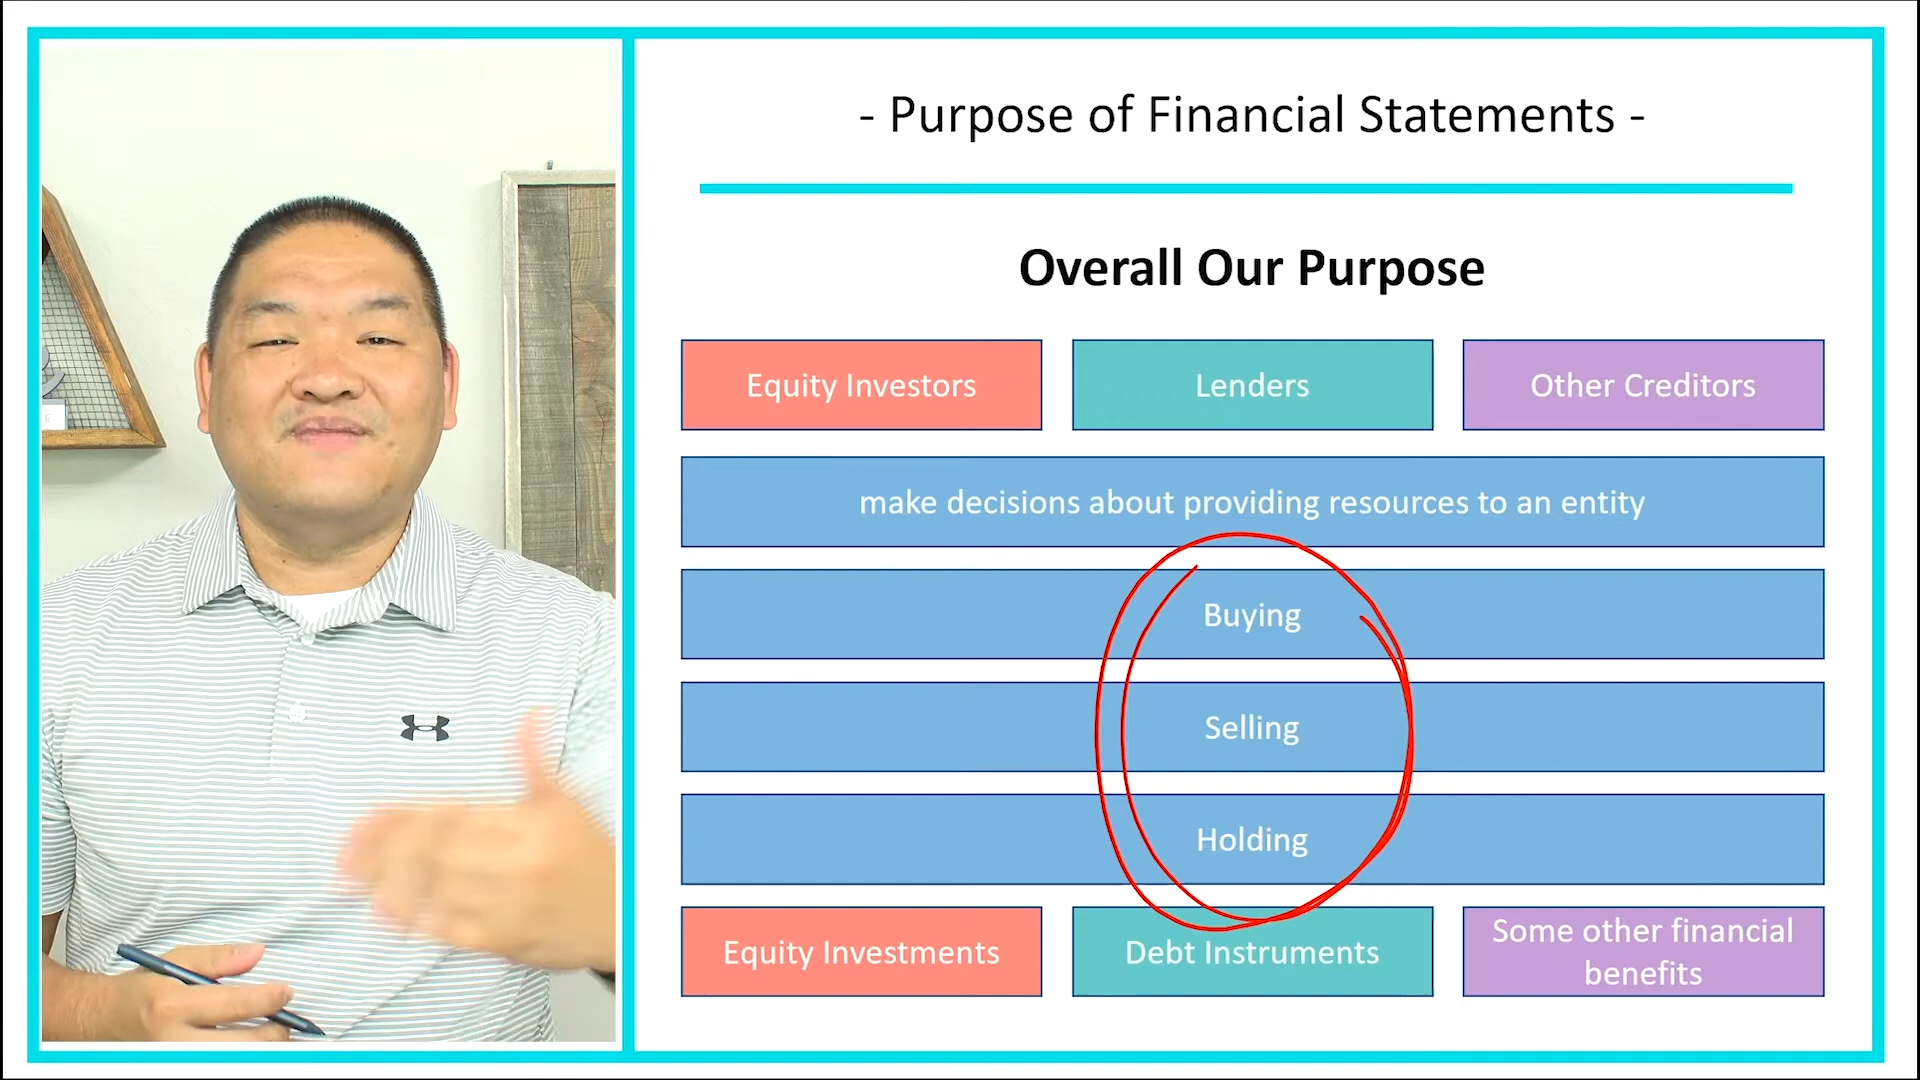 - Purpose of Financial Statements -
Overall Our Purpose
Equity Investors
Lenders
Other Creditors
make decisions about providing resources to an entity
Buying
Selling
Holding
Equity Investments
Debt Instruments
Some other financial
benefits